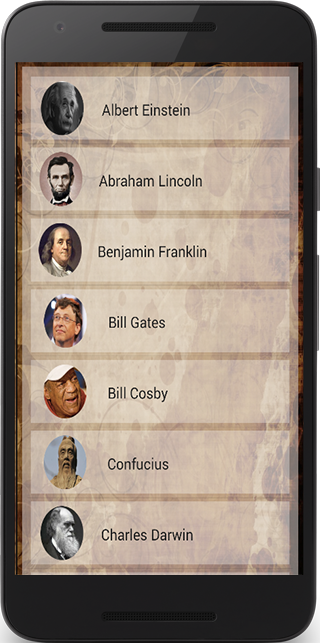 Albert Einstein
Abraham Lincoln
Benjamin Franklin
Bill Gates
Bill Cosby
Confucius
Charles Darwin